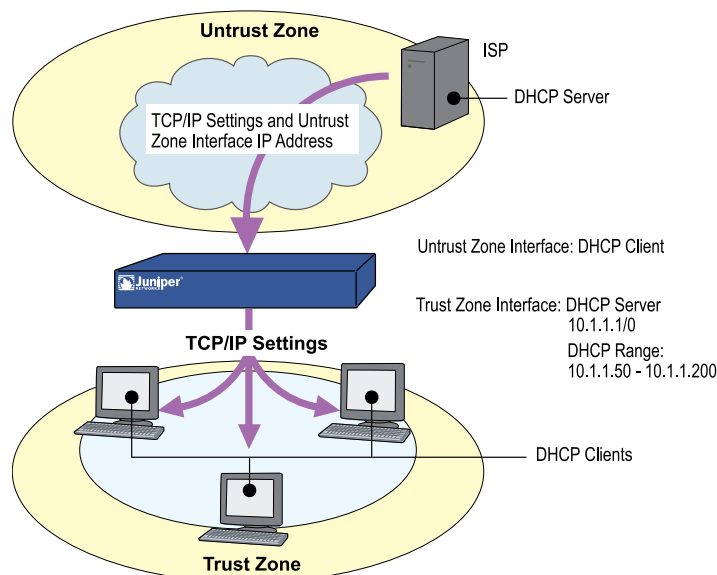 Untrust Zone
ISP
DHCP Server
TCP/IP Settings and Untrust
Zone Interface IP Address
Untrust Zone Interface: DHCP Client
Juniper
NETWORKS
Trust Zone Interface: DHCP Server
10.1.1.1/0
DHCP Range:
10.1.1.50 - 10.1.1.200
TCP/IP Settings
DHCP Clients
Trust Zone